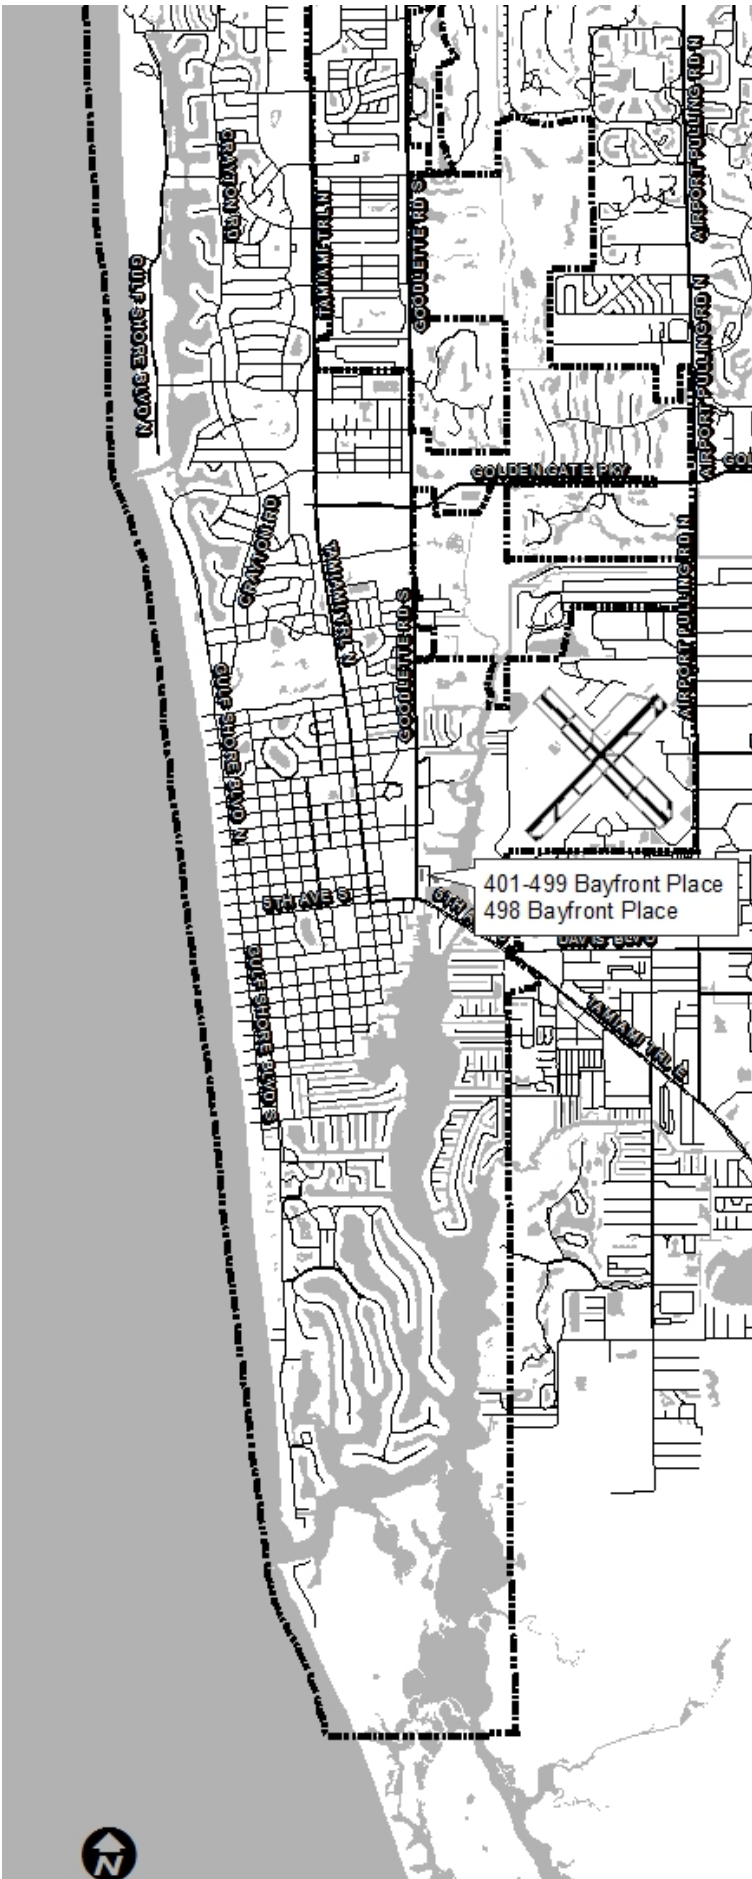 AIRPORT PULLING RD N
CRAYTON RD
TAMIAMI TRL N
GOODLETTE RD S
GULF SHORE BLVD N
AIRPORT PULLING RD N
GOLDEN GATE PKY
CRAYTON RD
TAMIAMI TRL N
AIRPORT PULLING RD N
GOODLETTE RD S
GULF SHORE BLVD N
401-499 Bayfront Place
498 Bayfront Place
5TH AVE S
DAVIS BLVD
GULF SHORE BLVD S
TAMIAMI TRL E
N